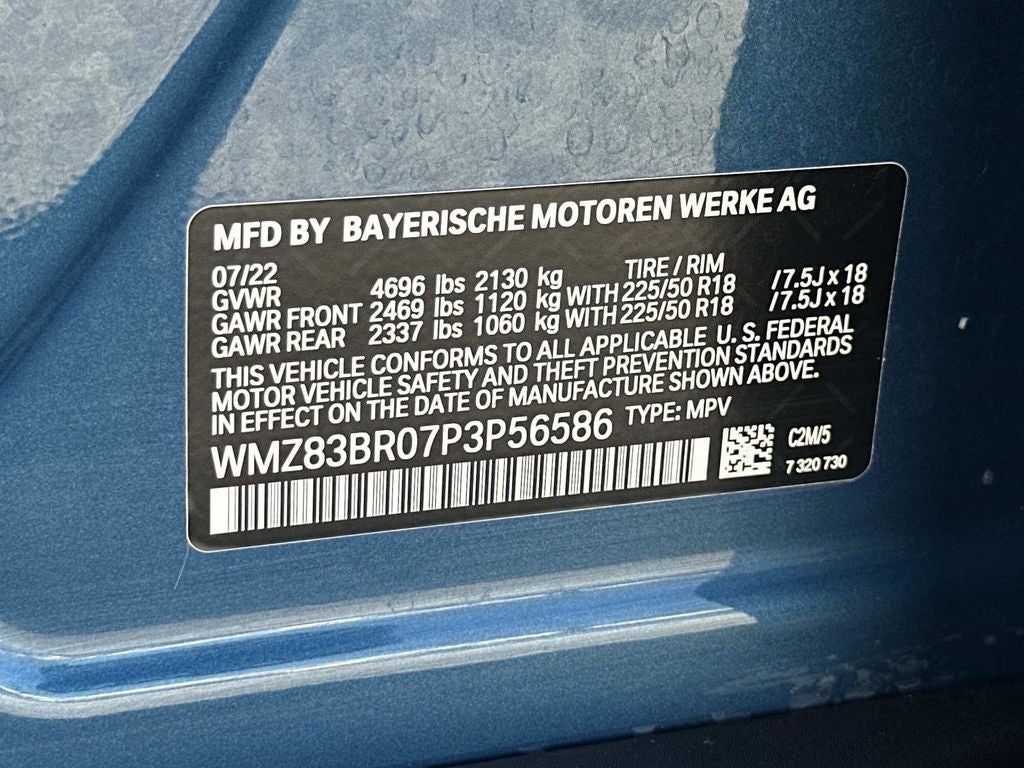 MFD BY BAYERISCHE MOTOREN WERKE AG
07/22 TIRE / RIM
GVWR 4696 lbs 2130 kg
GAWR FRONT 2469 lbs 1120 kg WITH 225/50 R18 /7.5J x 18
GAWR REAR 2337 lbs 1060 kg WITH 225/50 R18 /7.5J x 18
THIS VEHICLE CONFORMS TO ALL APPLICABLE U. S. FEDERAL
MOTOR VEHICLE SAFETY AND THEFT PREVENTION STANDARDS
IN EFFECT ON THE DATE OF MANUFACTURE SHOWN ABOVE.
WMZ83BR07P3P56586 TYPE: MPV
C2M/5
7 320 730